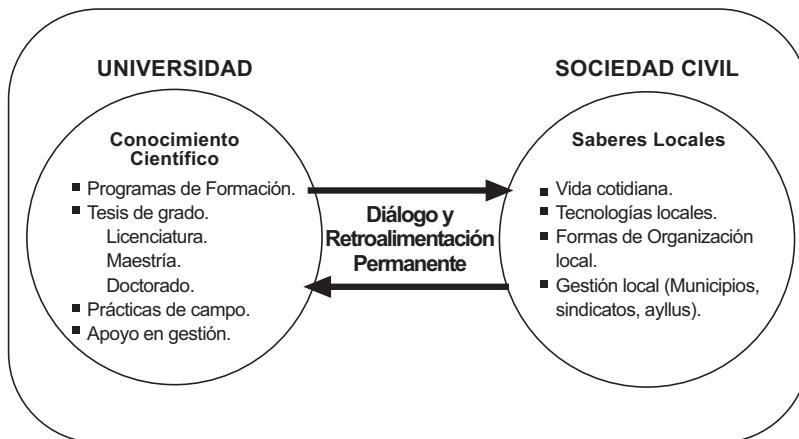 UNIVERSIDAD
Conocimiento
Científico
Programas de Formación.
Tesis de grado.
Licenciatura.
Maestría.
Doctorado.
Prácticas de campo.
Apoyo en gestión.
Diálogo y
Retroalimentación
Permanente
SOCIEDAD CIVIL
Saberes Locales
Vida cotidiana.
Tecnologías locales.
Formas de Organización
local.
Gestión local (Municipios,
sindicatos, ayllus).